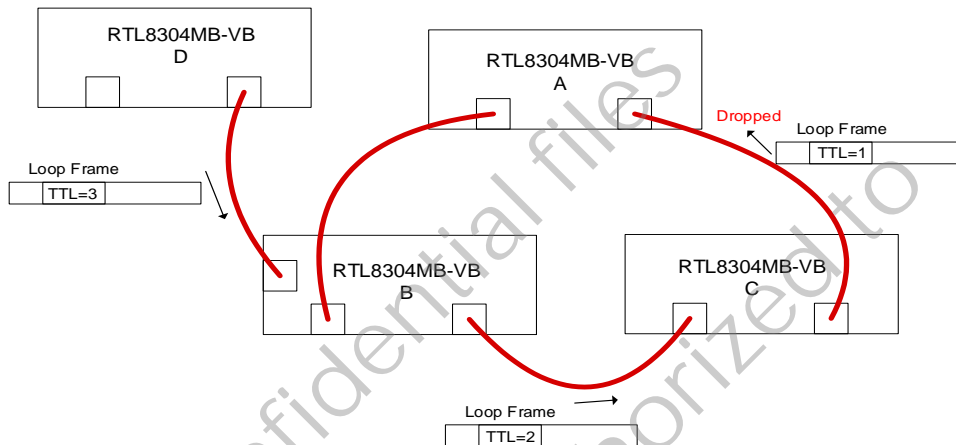 RTL8304MB-VB
D
RTL8304MB-VB
A
Dropped
Loop Frame
TTL=1
Loop Frame
TTL=3
RTL8304MB-VB
B
RTL8304MB-VB
C
Loop Frame
TTL=2
files